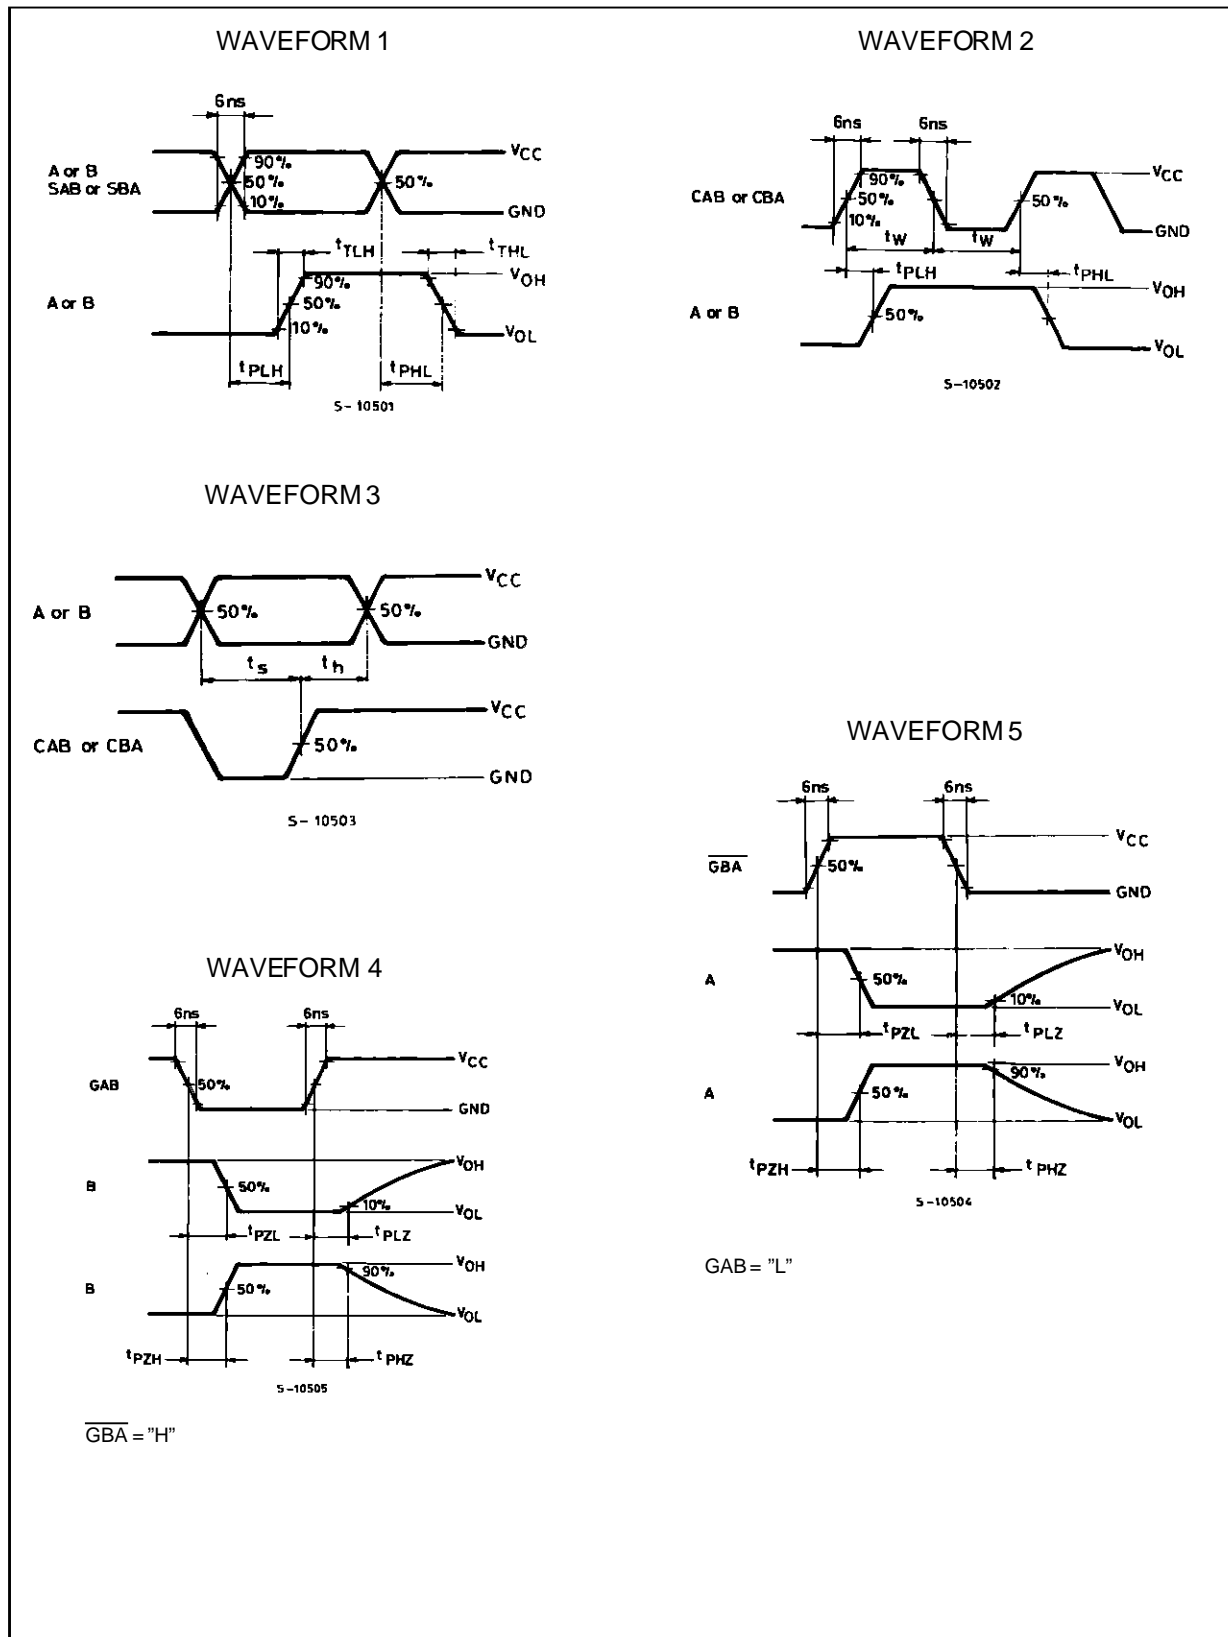 WAVEFORM 1
6ns
A or B
SAB or SBA
90%
50%
10%
50%
VCC
GND
tTLH
tTHL
A or B
90%
50%
10%
VOH
VOL
tPLH
tPHL
S-10501
WAVEFORM 2
6ns
6ns
CAB or CBA
90%
50%
10%
50%
VCC
GND
tW
tW
tPLH
tPHL
A or B
50%
VOH
VOL
S-10502
WAVEFORM 3
A or B
50%
50%
VCC
GND
ts
th
CAB or CBA
50%
VCC
GND
S-10503
WAVEFORM 4
6ns
6ns
GAB
50%
VCC
GND
B
50%
10%
VOH
VOL
tPZL
tPLZ
B
50%
90%
VOH
VOL
tPZH
tPHZ
S-10505
GBA = "H"
WAVEFORM 5
6ns
6ns
GBA
50%
VCC
GND
A
50%
10%
VOH
VOL
tPZL
tPLZ
A
50%
90%
VOH
VOL
tPZH
tPHZ
S-10504
GAB = "L"